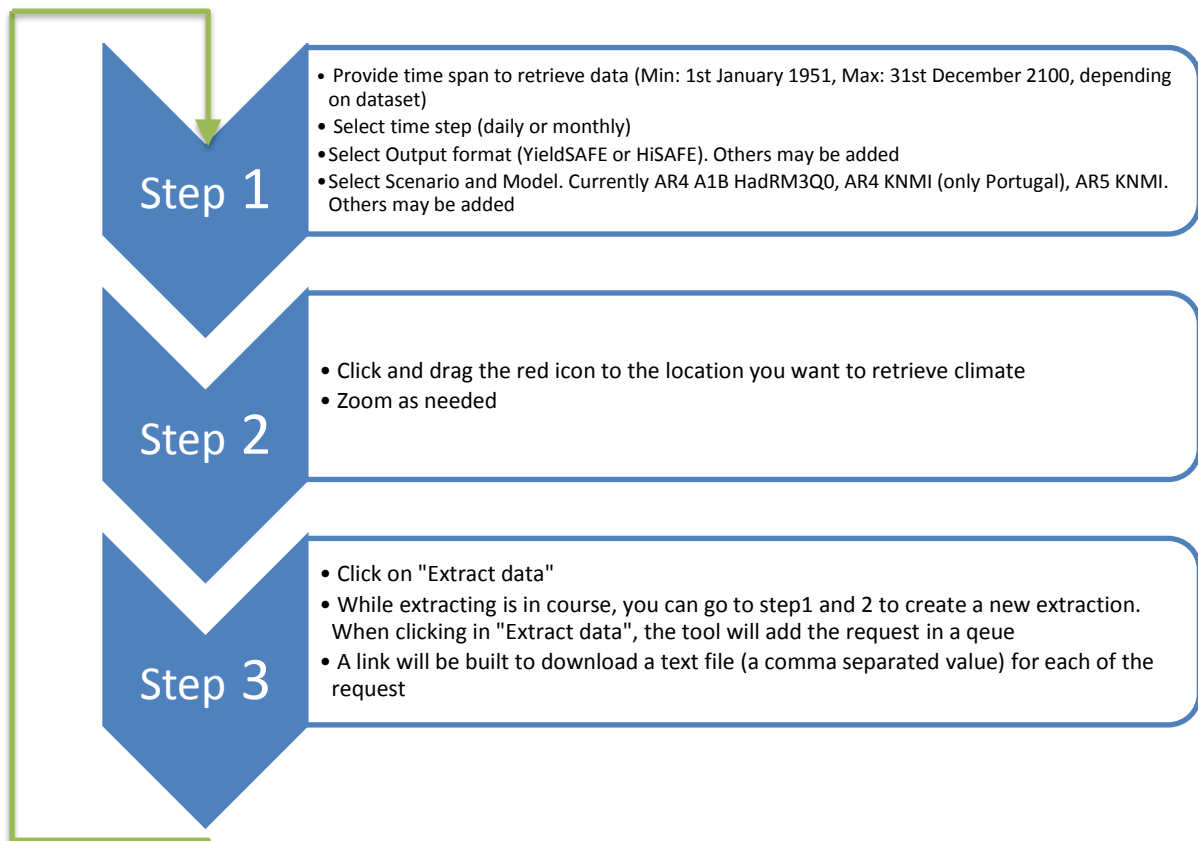 Step 1
• Provide time span to retrieve data (Min: 1st January 1951, Max: 31st December 2100, depending
on dataset)
• Select time step (daily or monthly)
•Select Output format (YieldSAFE or HiSAFE). Others may be added
•Select Scenario and Model. Currently AR4 A1B HadRM3Q0, AR4 KNMI (only Portugal), AR5 KNMI.
Others may be added
Step 2
• Click and drag the red icon to the location you want to retrieve climate
• Zoom as needed
Step 3
• Click on "Extract data"
• While extracting is in course, you can go to step1 and 2 to create a new extraction.
When clicking in "Extract data", the tool will add the request in a qeue
• A link will be built to download a text file (a comma separated value) for each of the
request